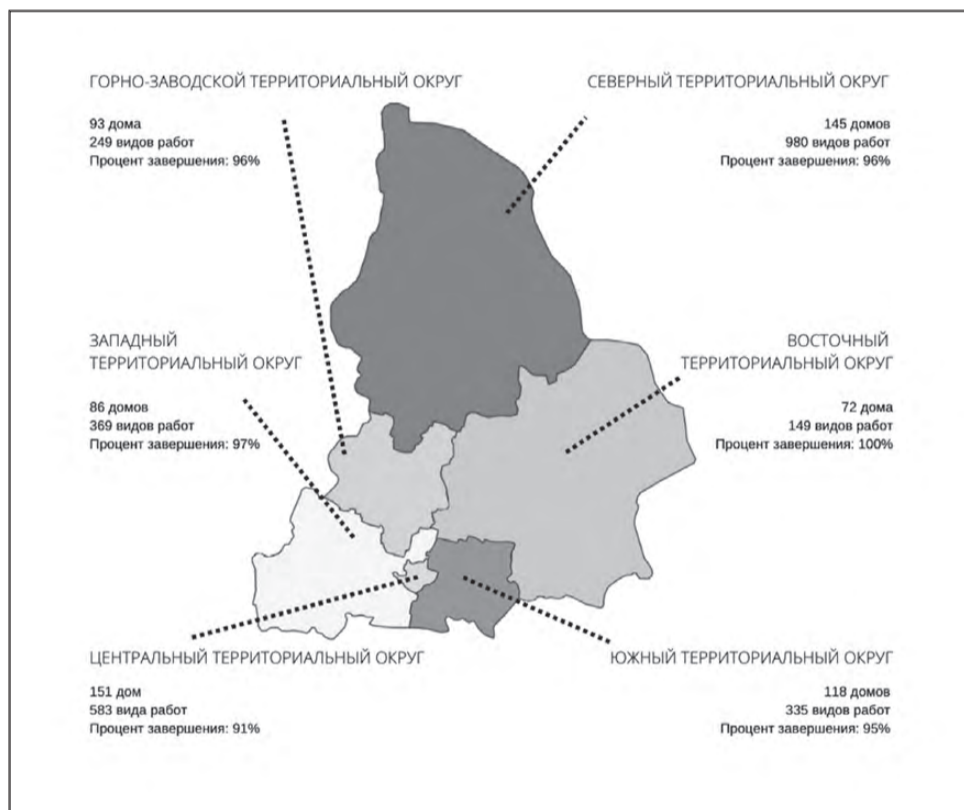 ГОРНО-ЗАВОДСКОЙ ТЕРРИТОРИАЛЬНЫЙ ОКРУГ
93 дома
249 видов работ
Процент завершения: 96%
СЕВЕРНЫЙ ТЕРРИТОРИАЛЬНЫЙ ОКРУГ
145 домов
980 видов работ
Процент завершения: 96%
ЗАПАДНЫЙ
ТЕРРИТОРИАЛЬНЫЙ ОКРУГ
86 домов
369 видов работ
Процент завершения: 97%
ВОСТОЧНЫЙ
ТЕРРИТОРИАЛЬНЫЙ ОКРУГ
72 дома
149 видов работ
Процент завершения: 100%
ЦЕНТРАЛЬНЫЙ ТЕРРИТОРИАЛЬНЫЙ ОКРУГ
151 дом
583 вида работ
Процент завершения: 91%
ЮЖНЫЙ ТЕРРИТОРИАЛЬНЫЙ ОКРУГ
118 домов
335 видов работ
Процент завершения: 95%